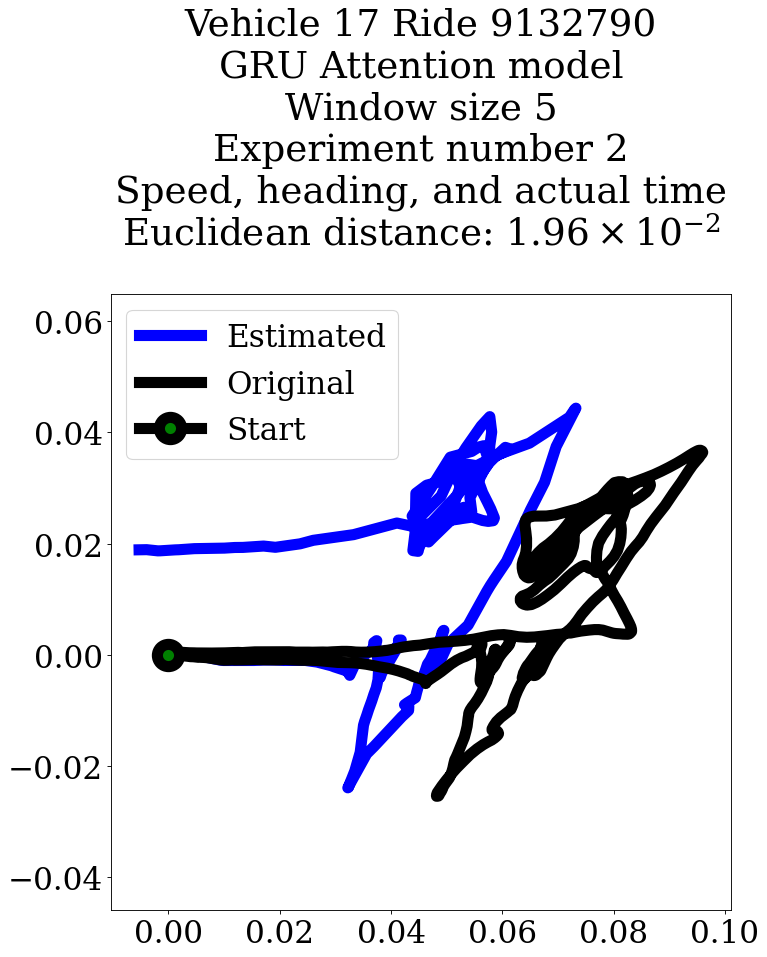 Vehicle 17 Ride 9132790
GRU Attention model
Window size 5
Experiment number 2
Speed, heading, and actual time
Euclidean distance: 1.96 × 10⁻²
Estimated
Original
Start
0.06
0.04
0.02
0.00
−0.02
−0.04
0.00 0.02 0.04 0.06 0.08 0.10